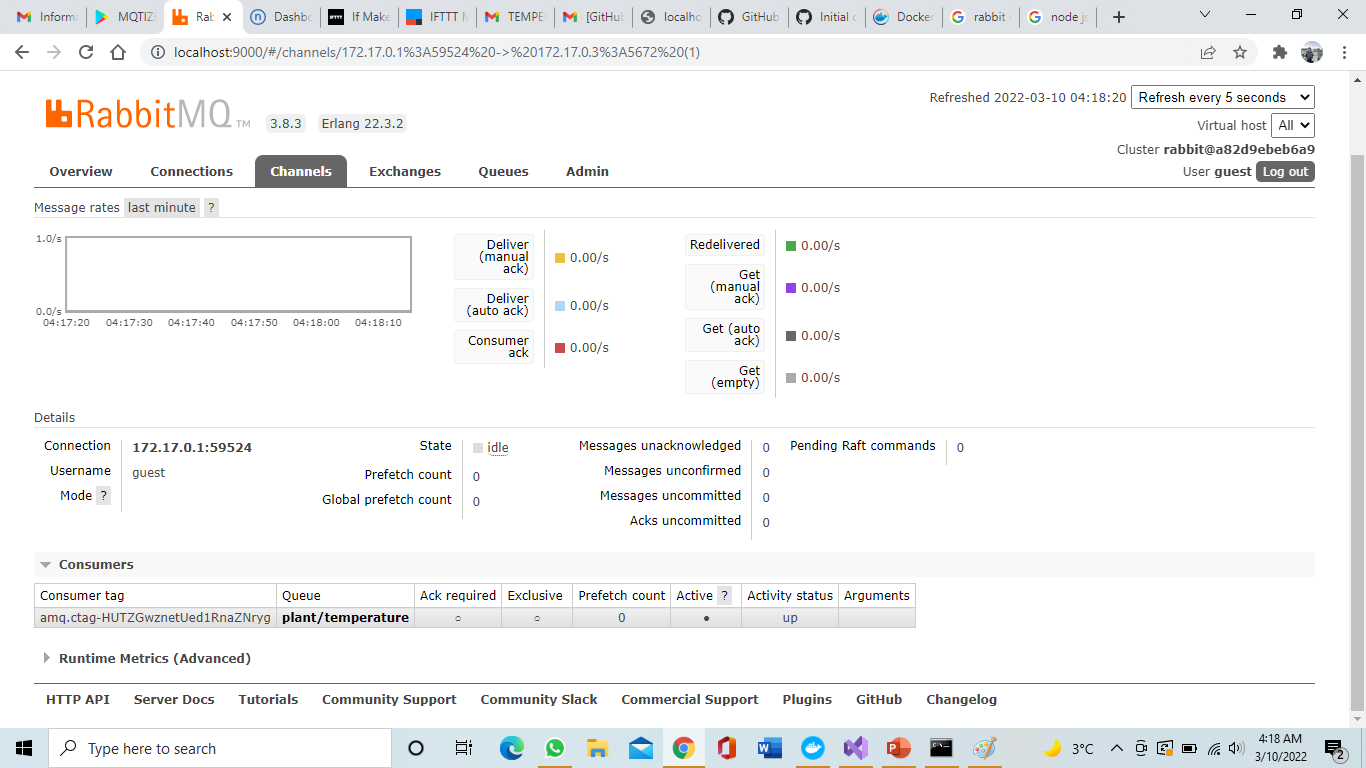 Informa
MQTIZ
Rab
Dashbo
If Make
IFTTT M
TEMPE
[GitHub
localho
GitHub
Initial c
Docker
rabbit
node js
localhost:9000/#/channels/172.17.0.1%3A59524%20->%20172.17.0.3%3A5672%20(1)
RabbitMQ TM 3.8.3 Erlang 22.3.2
Refreshed 2022-03-10 04:18:20 Refresh every 5 seconds
Virtual host All
Cluster rabbit@a82d9ebeb6a9
User guest Log out
Overview Connections Channels Exchanges Queues Admin
Message rates last minute ?
1.0/s
0.0/s
04:17:20 04:17:30 04:17:40 04:17:50 04:18:00 04:18:10
Deliver
(manual
ack)
0.00/s
Deliver
(auto ack)
0.00/s
Consumer
ack
0.00/s
Redelivered
0.00/s
Get
(manual
ack)
0.00/s
Get (auto
ack)
0.00/s
Get
(empty)
0.00/s
Details
Connection 172.17.0.1:59524
Username guest
Mode ?
State idle
Prefetch count 0
Global prefetch count 0
Messages unacknowledged 0
Messages unconfirmed 0
Messages uncommitted 0
Acks uncommitted 0
Pending Raft commands 0
Consumers
Consumer tag Queue Ack required Exclusive Prefetch count Active ? Activity status Arguments
amq.ctag-HUTZGwznetUed1RnaZNryg plant/temperature ○ ○ 0 ● up
Runtime Metrics (Advanced)
HTTP API Server Docs Tutorials Community Support Community Slack Commercial Support Plugins GitHub Changelog
Type here to search
3°C
4:18 AM
3/10/2022
2